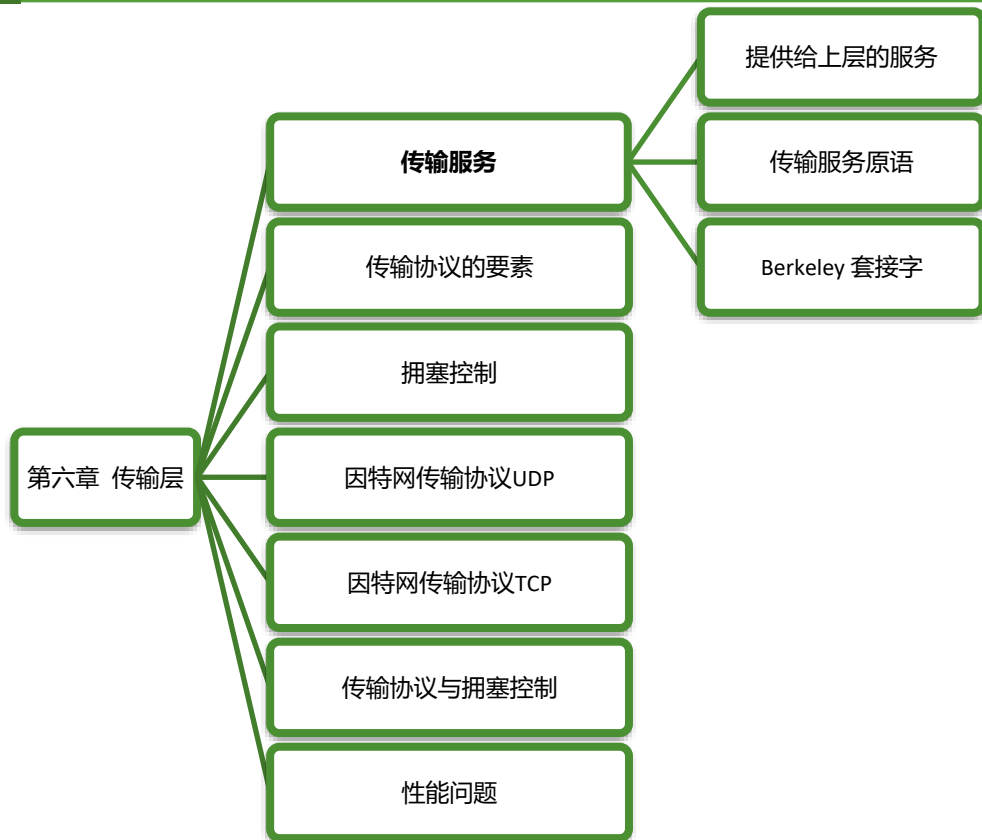 第六章 传输层
传输服务
提供给上层的服务
传输服务原语
Berkeley 套接字
传输协议的要素
拥塞控制
因特网传输协议UDP
因特网传输协议TCP
传输协议与拥塞控制
性能问题